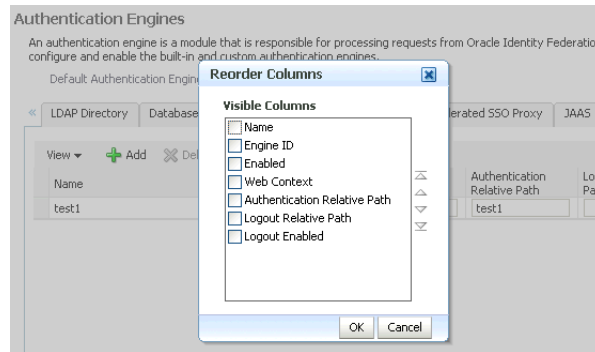 Authentication Engines
An authentication engine is a module that is responsible for processing requests from Oracle Identity Federatio
configure and enable the built-in and custom authentication engines.
Default Authentication Engin
Reorder Columns
Visible Columns
Name
Engine ID
Enabled
Web Context
Authentication Relative Path
Logout Relative Path
Logout Enabled
OK Cancel
« LDAP Directory Database erated SSO Proxy JAAS
View Add Del
Name Authentication Relative Path Lo Pa
test1 test1